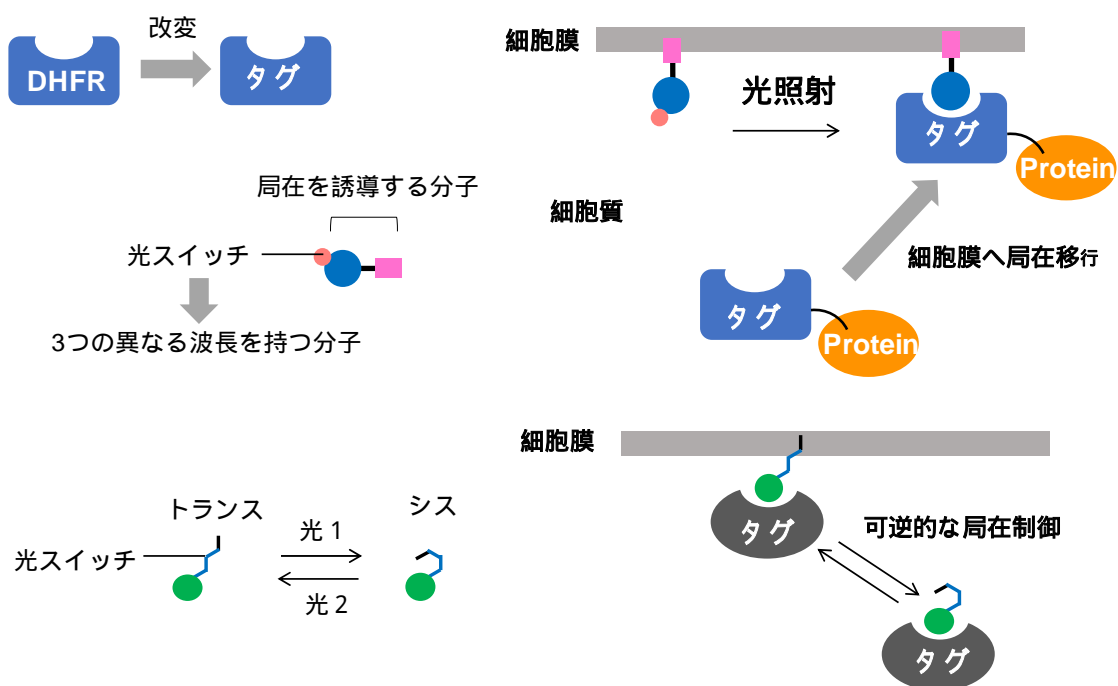 改変
DHFR
タグ
局在を誘導する分子
光スイッチ
3つの異なる波長を持つ分子
細胞膜
光照射
タグ
Protein
細胞質
細胞膜へ局在移行
タグ
Protein
トランス
シス
光スイッチ
光 1
光 2
細胞膜
タグ
可逆的な局在制御
タグ